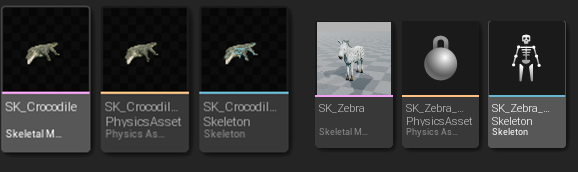 SK_Crocodile
Skeletal M...
SK_Crocodil...
PhysicsAsset
Physics As...
SK_Crocodil...
Skeleton
Skeleton
SK_Zebra
Skeletal M...
SK_Zebra_...
PhysicsAsset
Physics As...
SK_Zebra_...
Skeleton
Skeleton